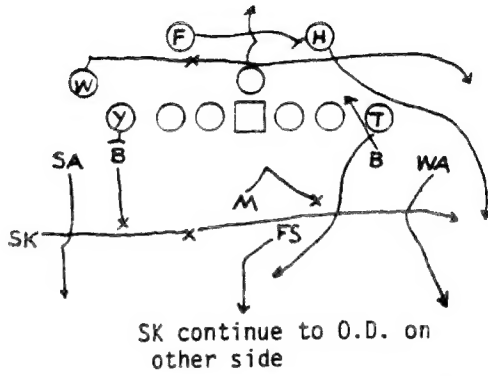 F H
W
Y T
SA B B WA
M
SK FS
SK continue to O.D. on
other side